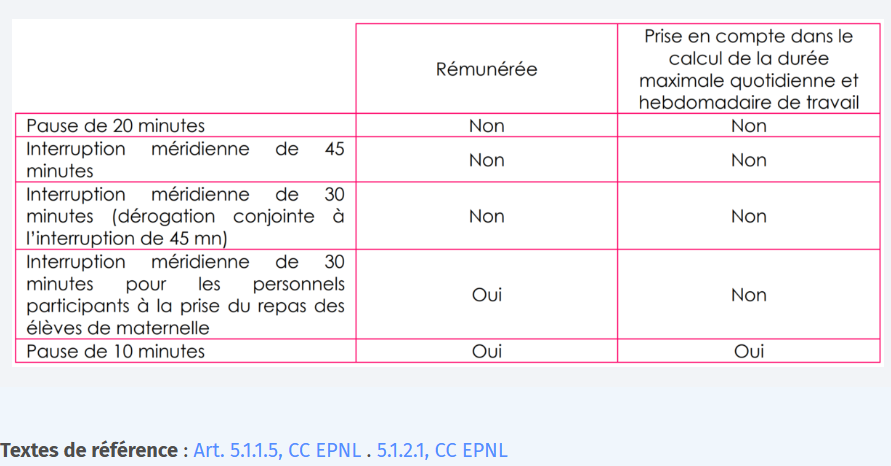 Rémunérée
Prise en compte dans le
calcul de la durée
maximale quotidienne et
hebdomadaire de travail
Pause de 20 minutes Non Non
Interruption méridienne de 45
minutes Non Non
Interruption méridienne de 30
minutes (dérogation conjointe à
l'interruption de 45 mn) Non Non
Interruption méridienne de 30
minutes pour les personnels
participants à la prise du repas des
élèves de maternelle Oui Non
Pause de 10 minutes Oui Oui
Textes de référence : Art. 5.1.1.5, CC EPNL . 5.1.2.1, CC EPNL